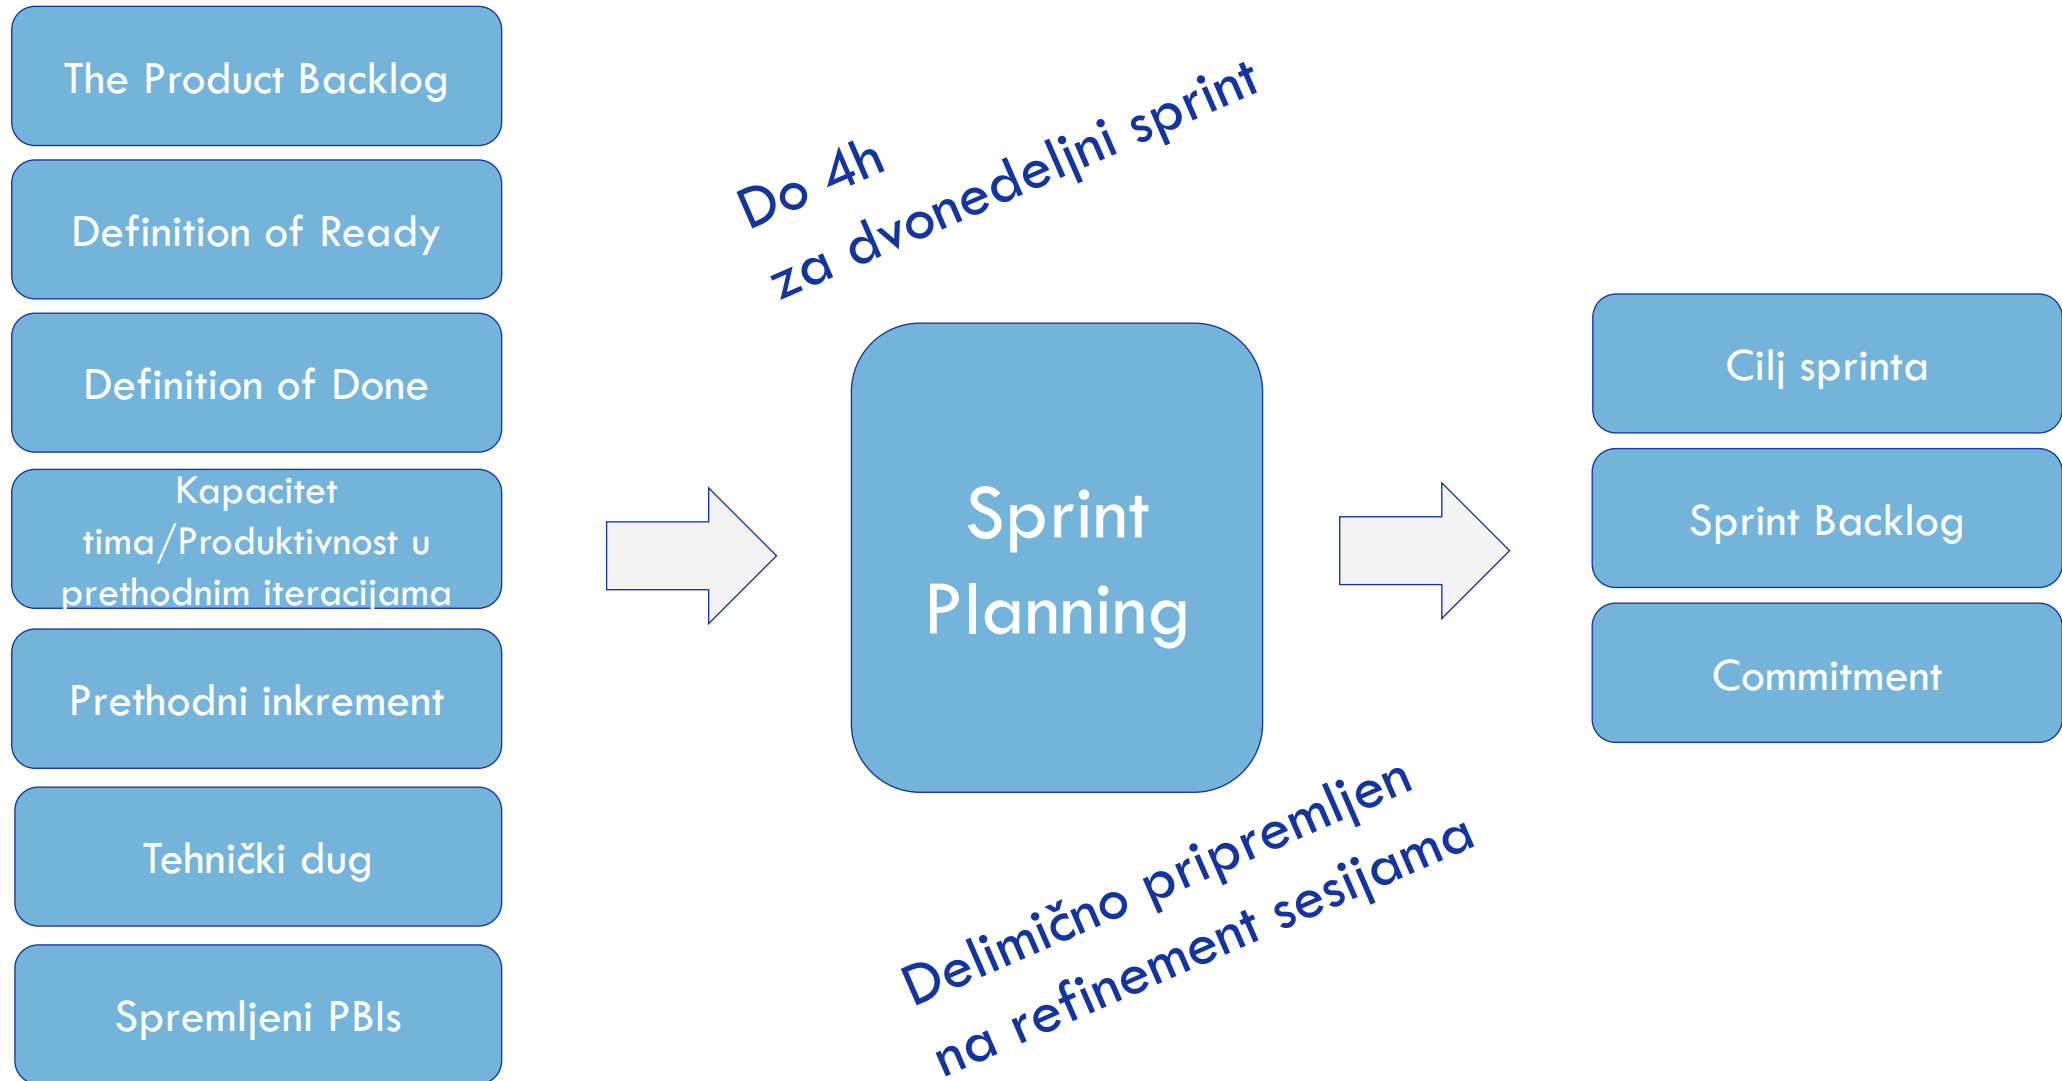 The Product Backlog
Definition of Ready
Definition of Done
Kapacitet
tima/Produktivnost u
prethodnim iteracijama
Prethodni inkrement
Tehnički dug
Spremljeni PBIs
Do 4h
za dvonedeljni sprint
Sprint
Planning
Delimično pripremljen
na refinement sesijama
Cilj sprinta
Sprint Backlog
Commitment